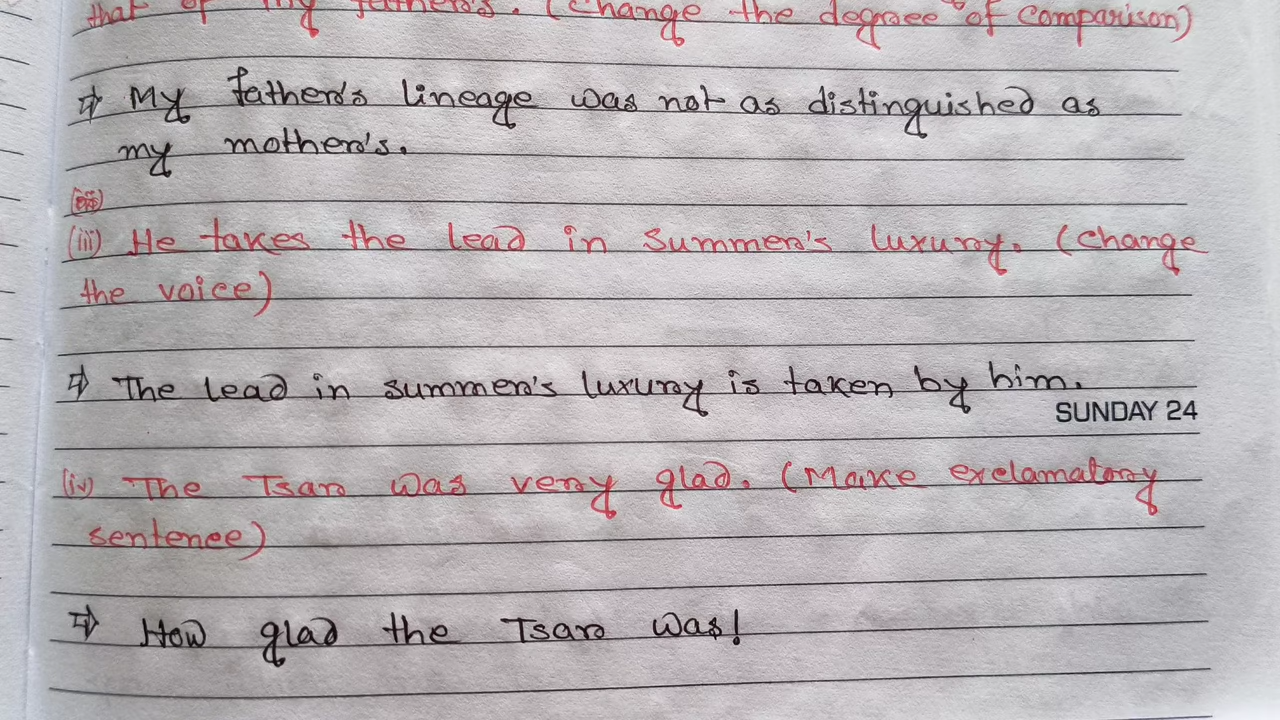 that of my father's. (Change the degree of comparison)
⇒ My father's lineage was not as distinguished as
my mother's.
(iii) He takes the lead in summer's luxury. (Change
the voice)
⇒ The lead in summer's luxury is taken by him.
SUNDAY 24
(iv) The Tsar was very glad. (Make exclamatory
sentence)
⇒ How glad the Tsar was!